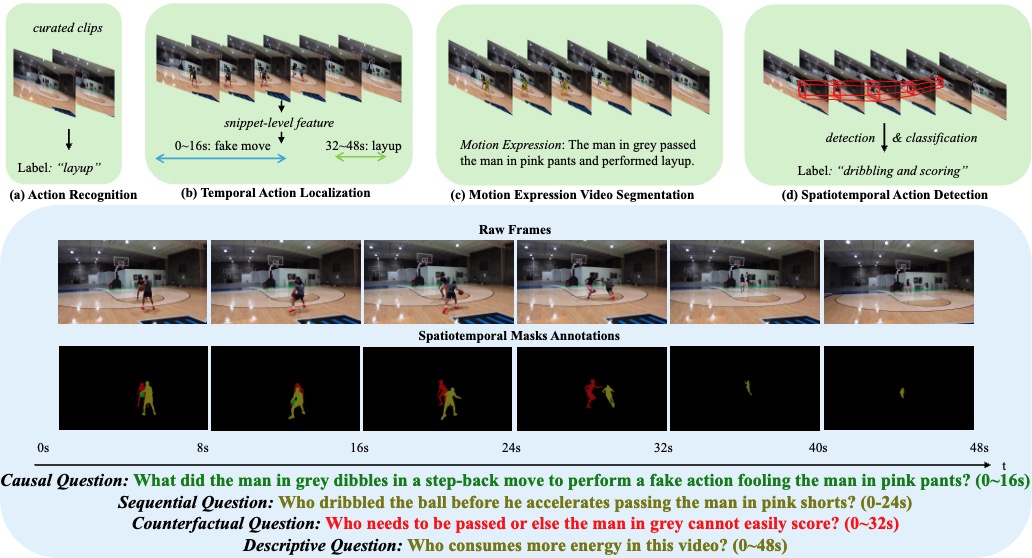 curated clips
Label: “layup”
(a) Action Recognition
snippet-level feature
0~16s: fake move
32~48s: layup
(b) Temporal Action Localization
Motion Expression: The man in grey passed
the man in pink pants and performed layup.
(c) Motion Expression Video Segmentation
detection & classification
Label: “dribbling and scoring”
(d) Spatiotemporal Action Detection
Raw Frames
Spatiotemporal Masks Annotations
0s 8s 16s 24s 32s 40s 48s
t
Causal Question: What did the man in grey dibbles in a step-back move to perform a fake action fooling the man in pink pants? (0~16s)
Sequential Question: Who dribbled the ball before he accelerates passing the man in pink shorts? (0-24s)
Counterfactual Question: Who needs to be passed or else the man in grey cannot easily score? (0~32s)
Descriptive Question: Who consumes more energy in this video? (0~48s)